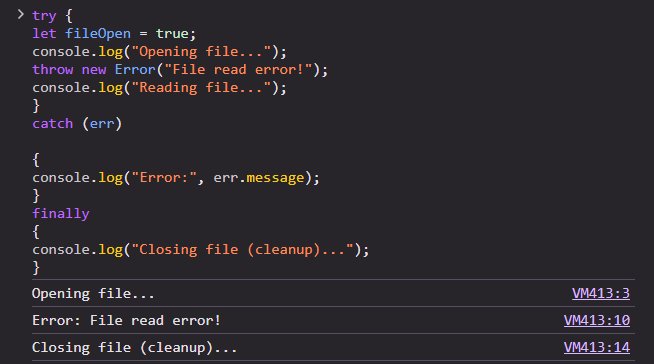 try {
let fileOpen = true;
console.log("Opening file...");
throw new Error("File read error!");
console.log("Reading file...");
}
catch (err)
{
console.log("Error:", err.message);
}
finally
{
console.log("Closing file (cleanup)...");
}
Opening file... VM413:3
Error: File read error! VM413:10
Closing file (cleanup)... VM413:14